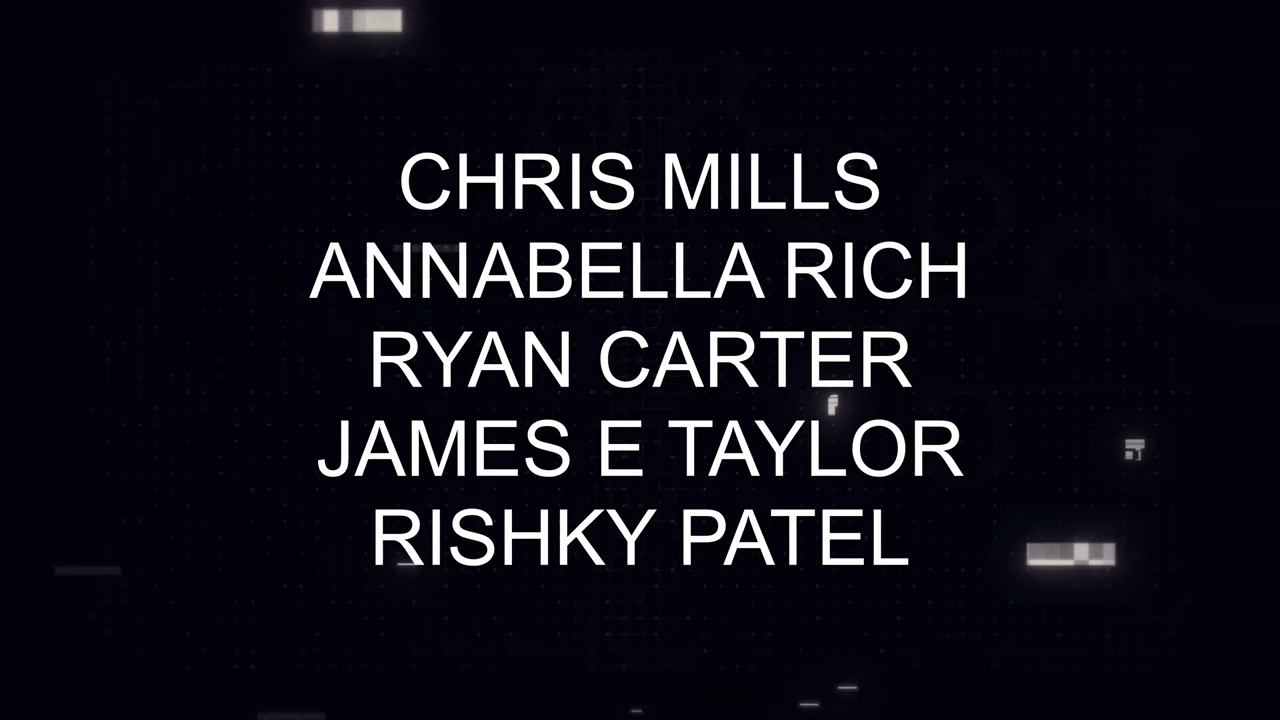 CHRIS MILLS
ANNABELLA RICH
RYAN CARTER
JAMES E TAYLOR
RISHKY PATEL